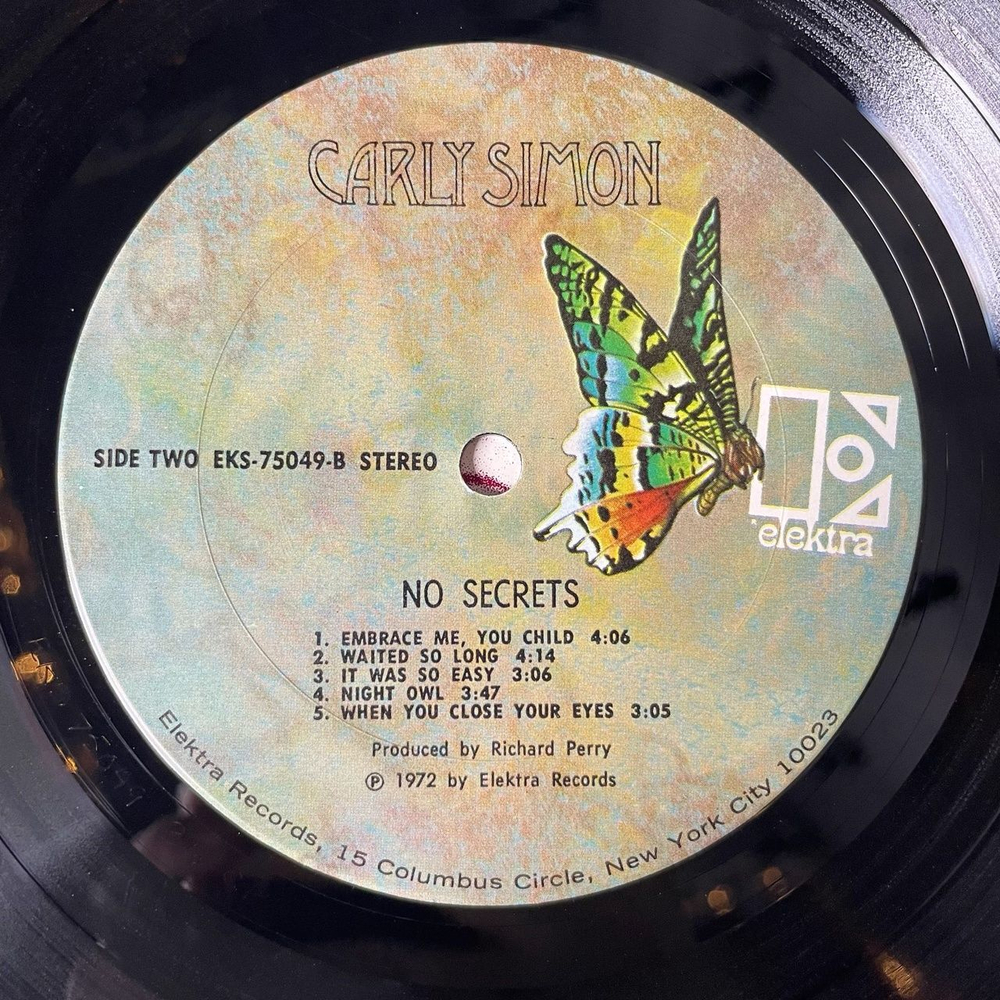 CARLY SIMON
SIDE TWO EKS-75049-B STEREO
elektra
NO SECRETS
1. EMBRACE ME, YOU CHILD 4:06
2. WAITED SO LONG 4:14
3. IT WAS SO EASY 3:06
4. NIGHT OWL 3:47
5. WHEN YOU CLOSE YOUR EYES 3:05
Produced by Richard Perry
℗ 1972 by Elektra Records
Elektra Records, 15 Columbus Circle, New York City 10023